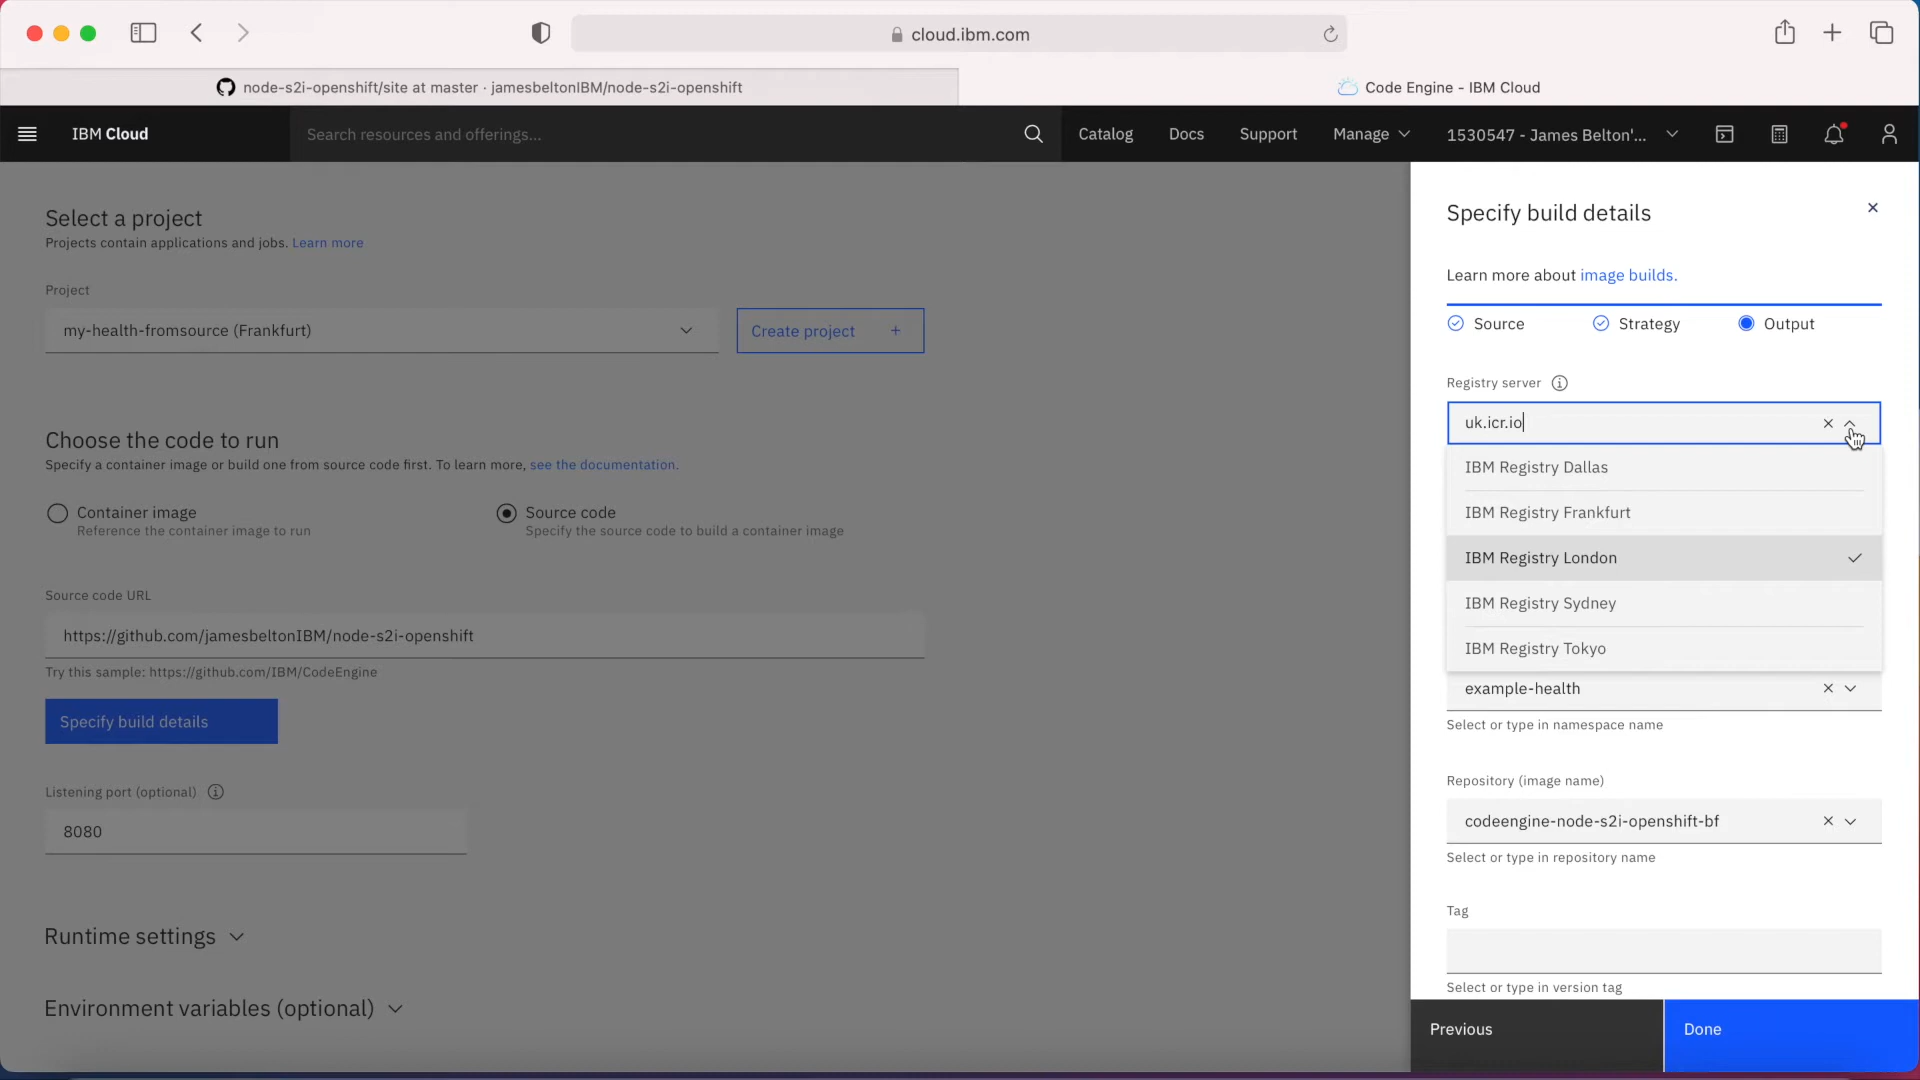 cloud.ibm.com
node-s2i-openshift/site at master · jamesbeltonIBM/node-s2i-openshift
Code Engine - IBM Cloud
IBM Cloud
Search resources and offerings...
Catalog
Docs
Support
Manage
1530547 - James Belton'...
Select a project
Projects contain applications and jobs. Learn more
Project
my-health-fromsource (Frankfurt)
Create project +
Choose the code to run
Specify a container image or build one from source code first. To learn more, see the documentation.
Container image
Reference the container image to run
Source code
Specify the source code to build a container image
Source code URL
https://github.com/jamesbeltonIBM/node-s2i-openshift
Try this sample: https://github.com/IBM/CodeEngine
Specify build details
Listening port (optional)
8080
Runtime settings
Environment variables (optional)
Specify build details
Learn more about image builds.
Source
Strategy
Output
Registry server
uk.icr.io
IBM Registry Dallas
IBM Registry Frankfurt
IBM Registry London
IBM Registry Sydney
IBM Registry Tokyo
example-health
Select or type in namespace name
Repository (image name)
codeengine-node-s2i-openshift-bf
Select or type in repository name
Tag
Select or type in version tag
Previous
Done